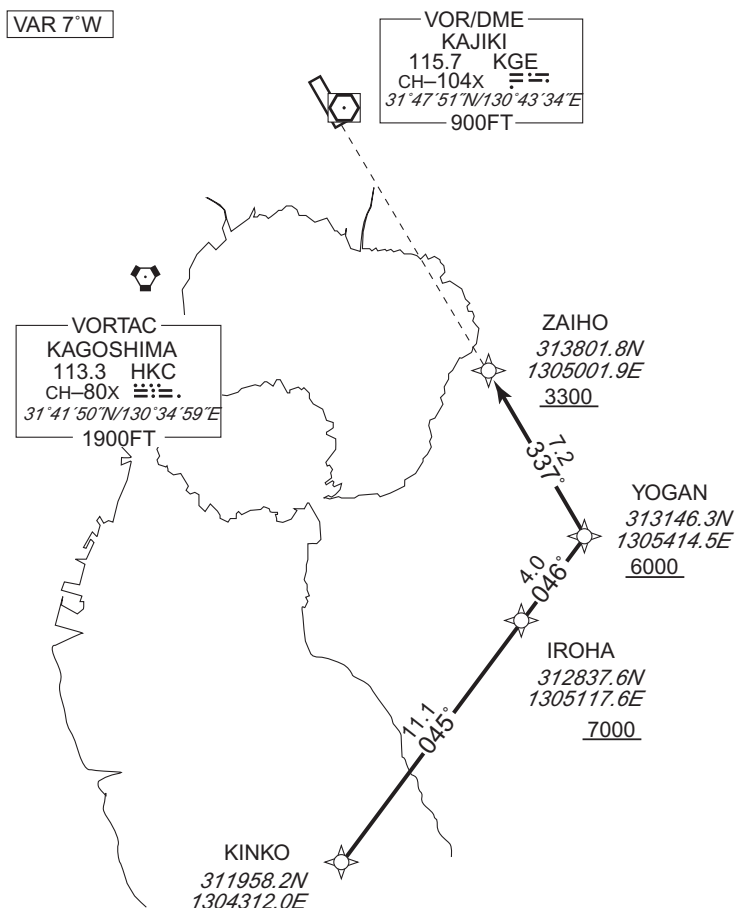 VAR 7°W
VOR/DME
KAJIKI
115.7 KGE
CH–104X
31°47´51˝N/130°43´34˝E
900FT
VORTAC
KAGOSHIMA
113.3 HKC
CH–80X
31°41´50˝N/130°34´59˝E
1900FT
ZAIHO
313801.8N
1305001.9E
3300
7.2
337°
YOGAN
313146.3N
1305414.5E
6000
4.0
046°
IROHA
312837.6N
1305117.6E
7000
11.1
045°
KINKO
311958.2N
1304312.0E